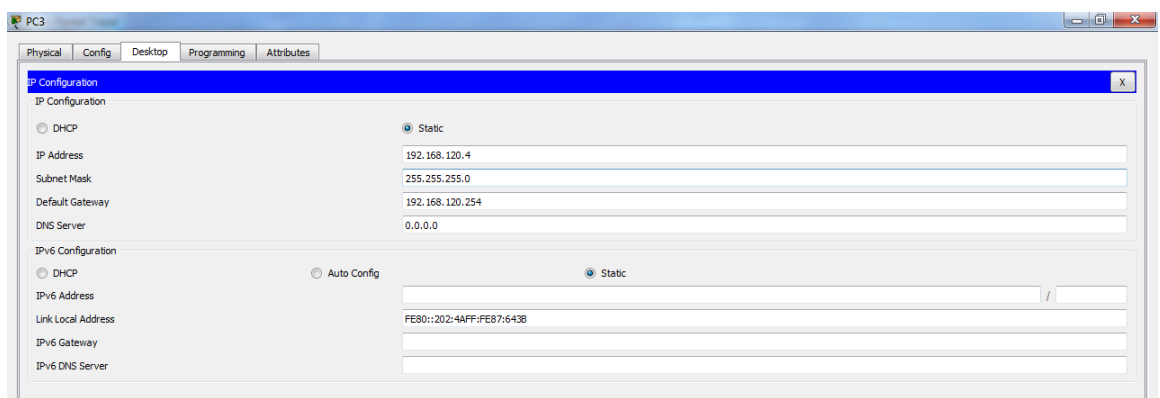 PC3
Physical Config Desktop Programming Attributes
IP Configuration X
IP Configuration
DHCP Static
IP Address 192.168.120.4
Subnet Mask 255.255.255.0
Default Gateway 192.168.120.254
DNS Server 0.0.0.0
IPv6 Configuration
DHCP Auto Config Static
IPv6 Address /
Link Local Address FE80::202:4AFF:FE87:643B
IPv6 Gateway
IPv6 DNS Server